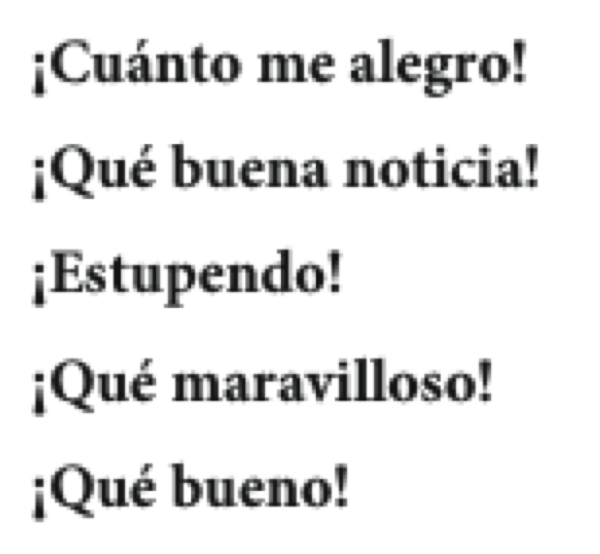 ¡Cuánto me alegro!
¡Qué buena noticia!
¡Estupendo!
¡Qué maravilloso!
¡Qué bueno!